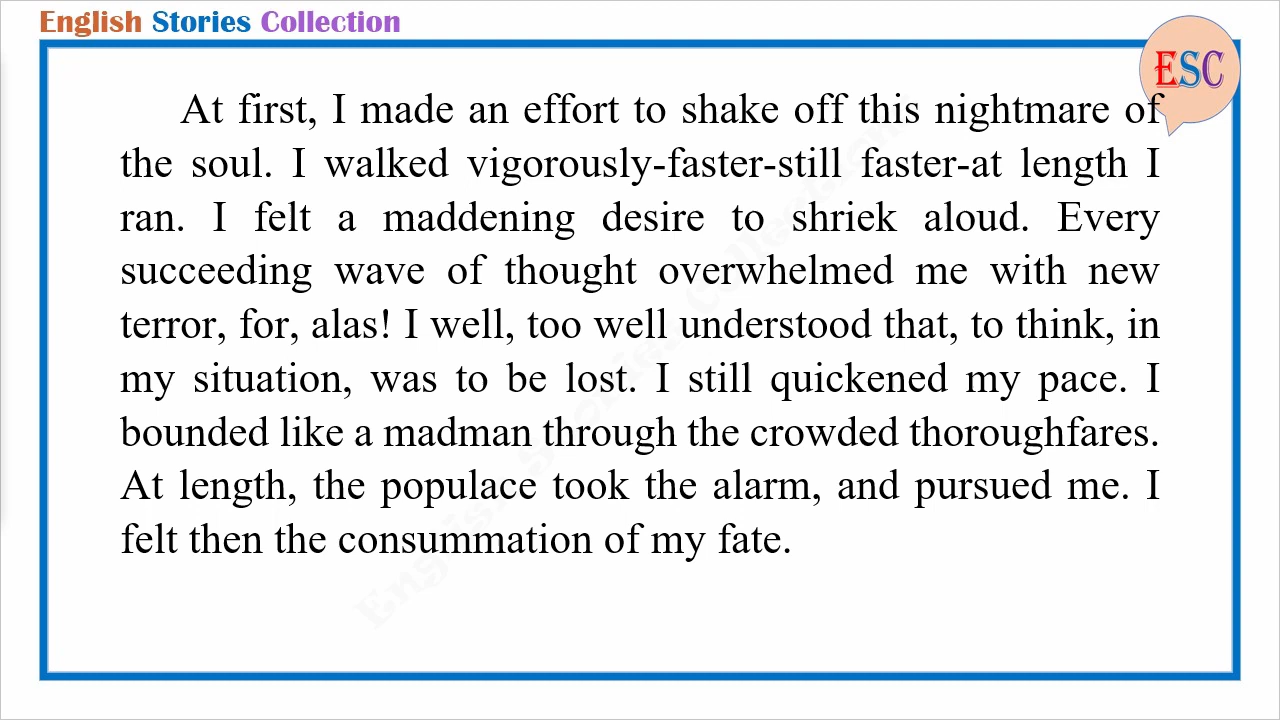 English Stories Collection
ESC
At first, I made an effort to shake off this nightmare of
the soul. I walked vigorously-faster-still faster-at length I
ran. I felt a maddening desire to shriek aloud. Every
succeeding wave of thought overwhelmed me with new
terror, for, alas! I well, too well understood that, to think, in
my situation, was to be lost. I still quickened my pace. I
bounded like a madman through the crowded thoroughfares.
At length, the populace took the alarm, and pursued me. I
felt then the consummation of my fate.
English Stories Collection